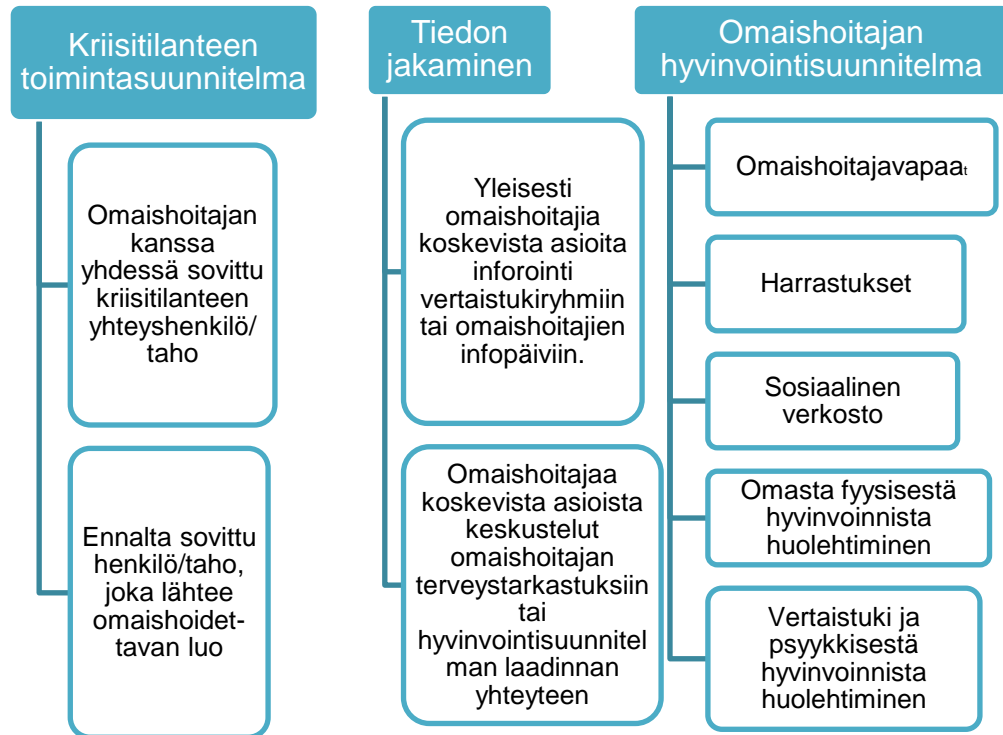 Kriisitilanteen
toimintasuunnitelma
Omaishoitajan
kanssa
yhdessä sovittu
kriisitilanteen
yhteyshenkilö/
taho
Ennalta sovittu
henkilö/taho,
joka lähtee
omaishoidet-
tavan luo
Tiedon
jakaminen
Yleisesti
omaishoitajia
koskevista asioita
inforointi
vertaistukiryhmiin
tai omaishoitajien
infopäiviin.
Omaishoitajaa
koskevista asioista
keskustelut
omaishoitajan
terveystarkastuksiin
tai
hyvinvointisuunnitel
man laadinnan
yhteyteen
Omaishoitajan
hyvinvointisuunnitelma
Omaishoitajavapaat
Harrastukset
Sosiaalinen
verkosto
Omasta fyysisestä
hyvinvoinnista
huolehtiminen
Vertaistuki ja
psyykkisestä
hyvinvoinnista
huolehtiminen